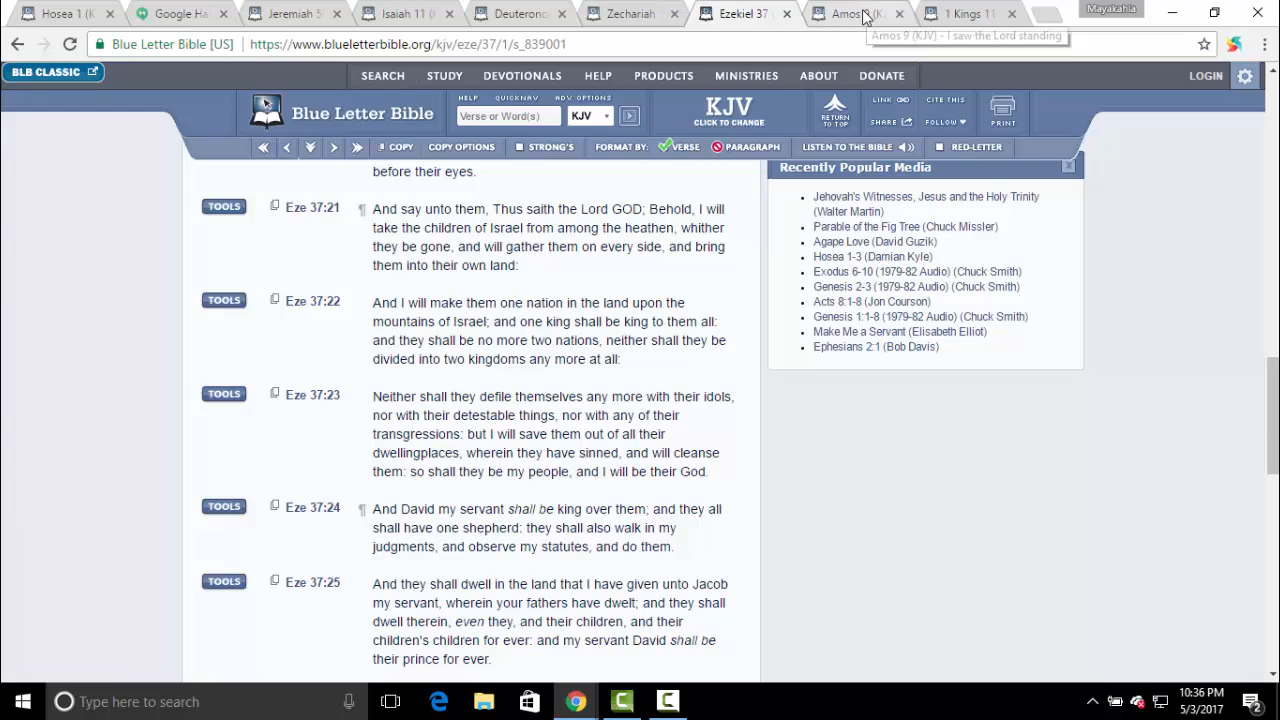 Hosea 1 (K
Google Ha
Jeremiah 5
Isaiah 11 (
Deuterono
Zechariah
Ezekiel 37
Amos 9 (K
1 Kings 11
Mayakahla
Amos 9 (KJV) - I saw the Lord standing
Blue Letter Bible [US]
https://www.blueletterbible.org/kjv/eze/37/1/s_839001
BLB CLASSIC
SEARCH STUDY DEVOTIONALS HELP PRODUCTS MINISTRIES ABOUT DONATE
LOGIN
Blue Letter Bible
HELP QUICKNAV ADV. OPTIONS
Verse or Word(s)
KJV
KJV
CLICK TO CHANGE
RETURN
TO TOP
LINK CITE THIS
SHARE FOLLOW
PRINT
COPY COPY OPTIONS STRONG'S FORMAT BY: VERSE PARAGRAPH LISTEN TO THE BIBLE RED-LETTER
before their eyes.
TOOLS Eze 37:21 ¶ And say unto them, Thus saith the Lord GOD; Behold, I will
take the children of Israel from among the heathen, whither
they be gone, and will gather them on every side, and bring
them into their own land:
TOOLS Eze 37:22 And I will make them one nation in the land upon the
mountains of Israel; and one king shall be king to them all:
and they shall be no more two nations, neither shall they be
divided into two kingdoms any more at all:
TOOLS Eze 37:23 Neither shall they defile themselves any more with their idols,
nor with their detestable things, nor with any of their
transgressions: but I will save them out of all their
dwellingplaces, wherein they have sinned, and will cleanse
them: so shall they be my people, and I will be their God.
TOOLS Eze 37:24 ¶ And David my servant shall be king over them; and they all
shall have one shepherd: they shall also walk in my
judgments, and observe my statutes, and do them.
TOOLS Eze 37:25 And they shall dwell in the land that I have given unto Jacob
my servant, wherein your fathers have dwelt; and they shall
dwell therein, even they, and their children, and their
children's children for ever: and my servant David shall be
their prince for ever.
Recently Popular Media
Jehovah's Witnesses, Jesus and the Holy Trinity
(Walter Martin)
Parable of the Fig Tree (Chuck Missler)
Agape Love (David Guzik)
Hosea 1-3 (Damian Kyle)
Exodus 6-10 (1979-82 Audio) (Chuck Smith)
Genesis 2-3 (1979-82 Audio) (Chuck Smith)
Acts 8:1-8 (Jon Courson)
Genesis 1:1-8 (1979-82 Audio) (Chuck Smith)
Make Me a Servant (Elisabeth Elliot)
Ephesians 2:1 (Bob Davis)
Type here to search
10:36 PM
5/3/2017
2